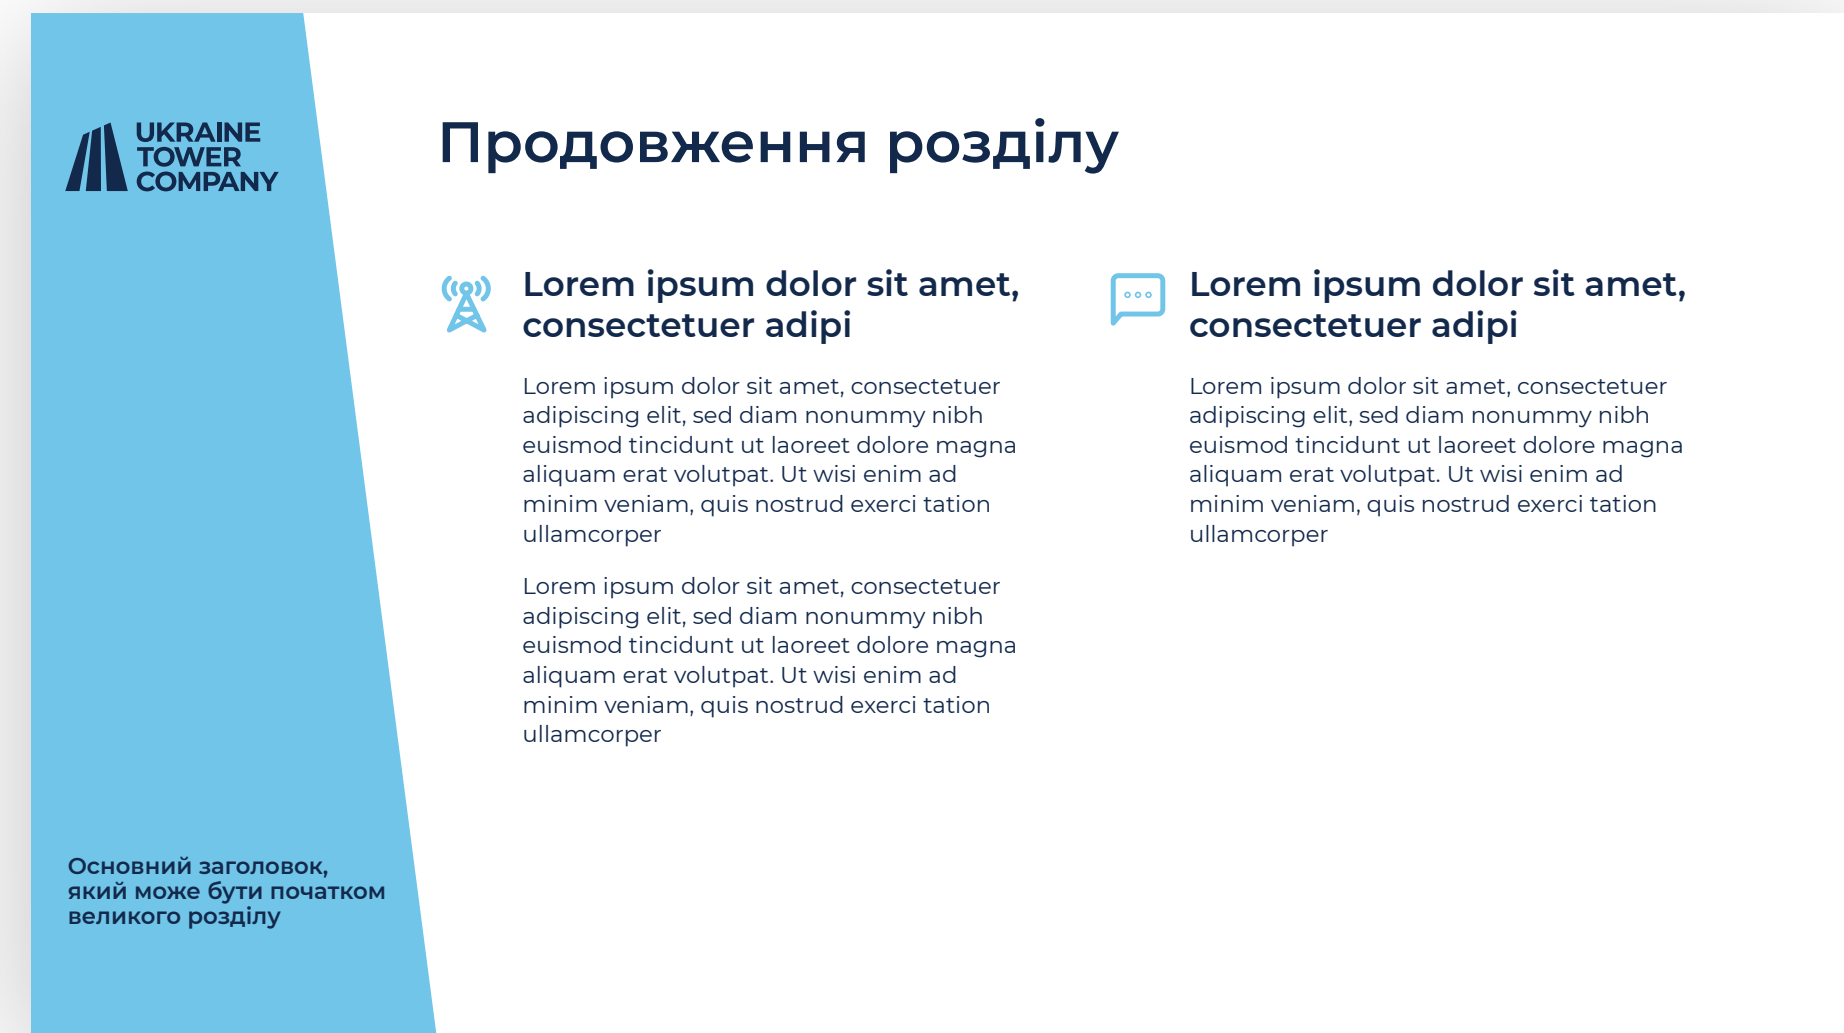 UKRAINE
TOWER
COMPANY
Продовження розділу
Lorem ipsum dolor sit amet,
consectetuer adipi
Lorem ipsum dolor sit amet, consectetuer
adipiscing elit, sed diam nonummy nibh
euismod tincidunt ut laoreet dolore magna
aliquam erat volutpat. Ut wisi enim ad
minim veniam, quis nostrud exerci tation
ullamcorper
Lorem ipsum dolor sit amet, consectetuer
adipiscing elit, sed diam nonummy nibh
euismod tincidunt ut laoreet dolore magna
aliquam erat volutpat. Ut wisi enim ad
minim veniam, quis nostrud exerci tation
ullamcorper
Lorem ipsum dolor sit amet,
consectetuer adipi
Lorem ipsum dolor sit amet, consectetuer
adipiscing elit, sed diam nonummy nibh
euismod tincidunt ut laoreet dolore magna
aliquam erat volutpat. Ut wisi enim ad
minim veniam, quis nostrud exerci tation
ullamcorper
Основний заголовок,
який може бути початком
великого розділу